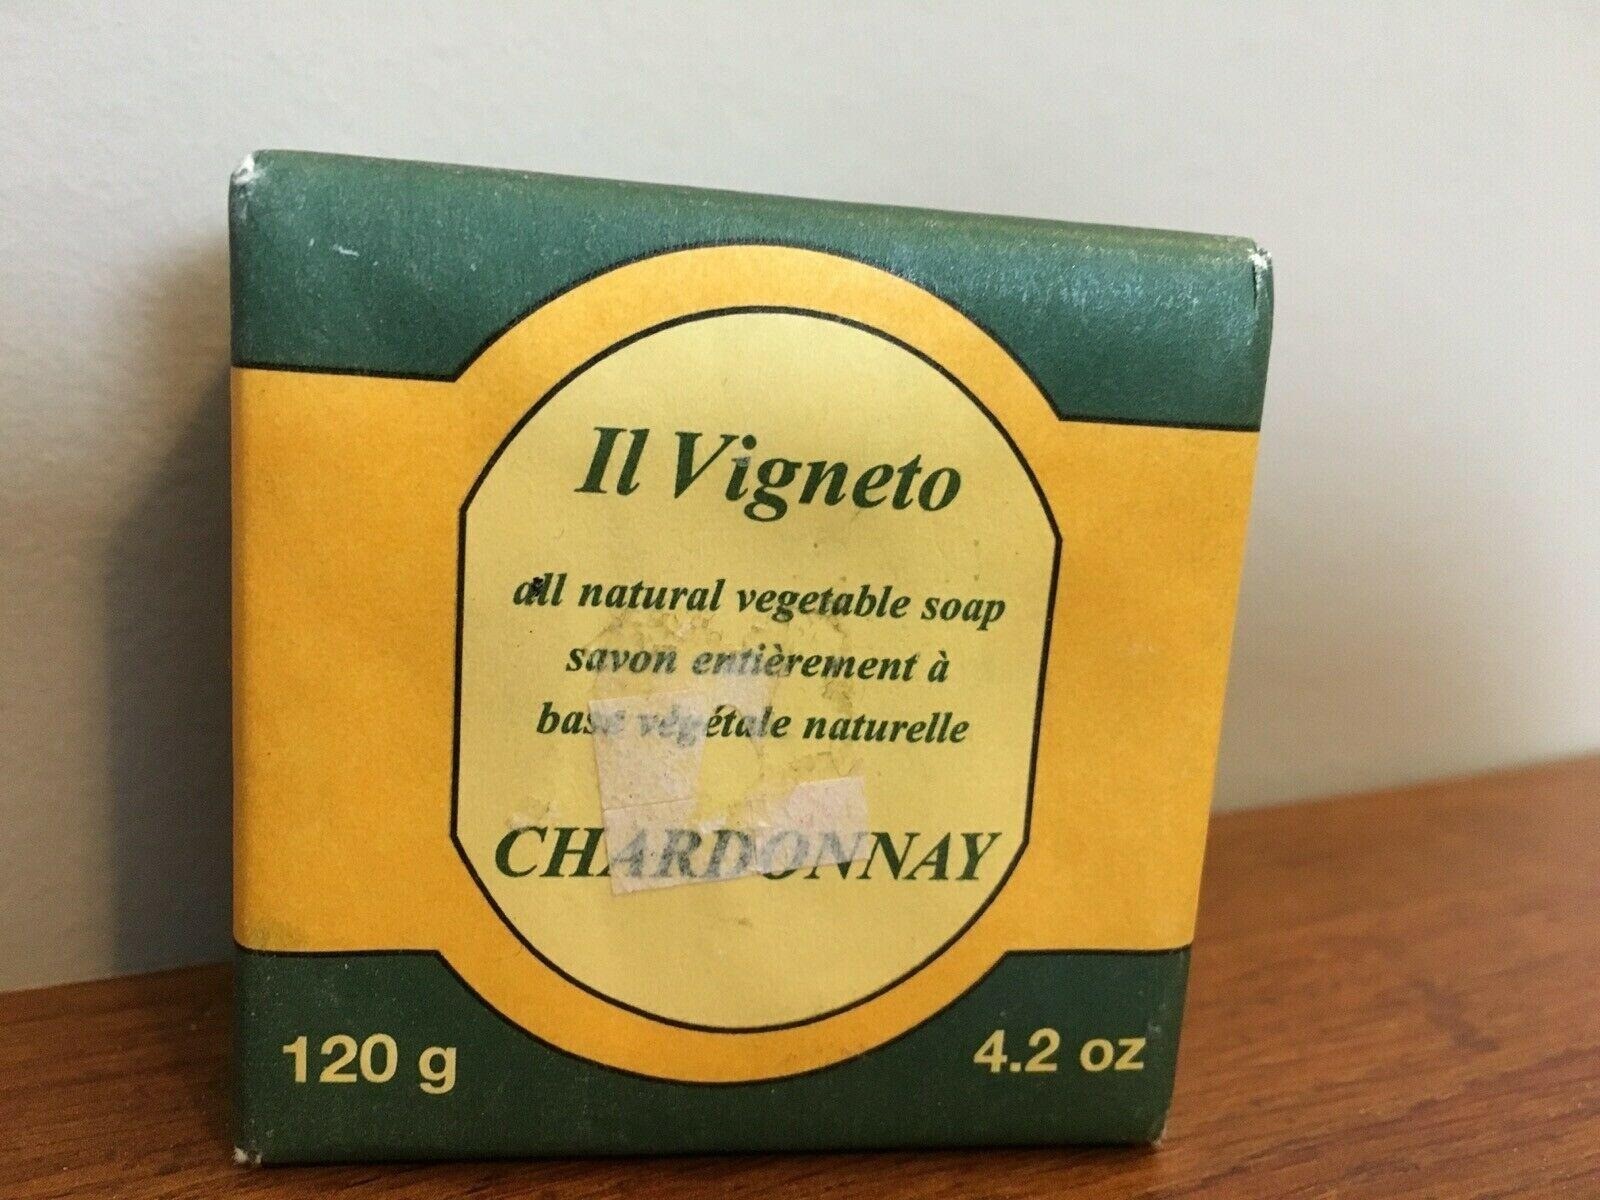 Il Vigneto
all natural vegetable soap
savon entièrement à
base végétale naturelle
CHARDONNAY
120 g
4.2 oz